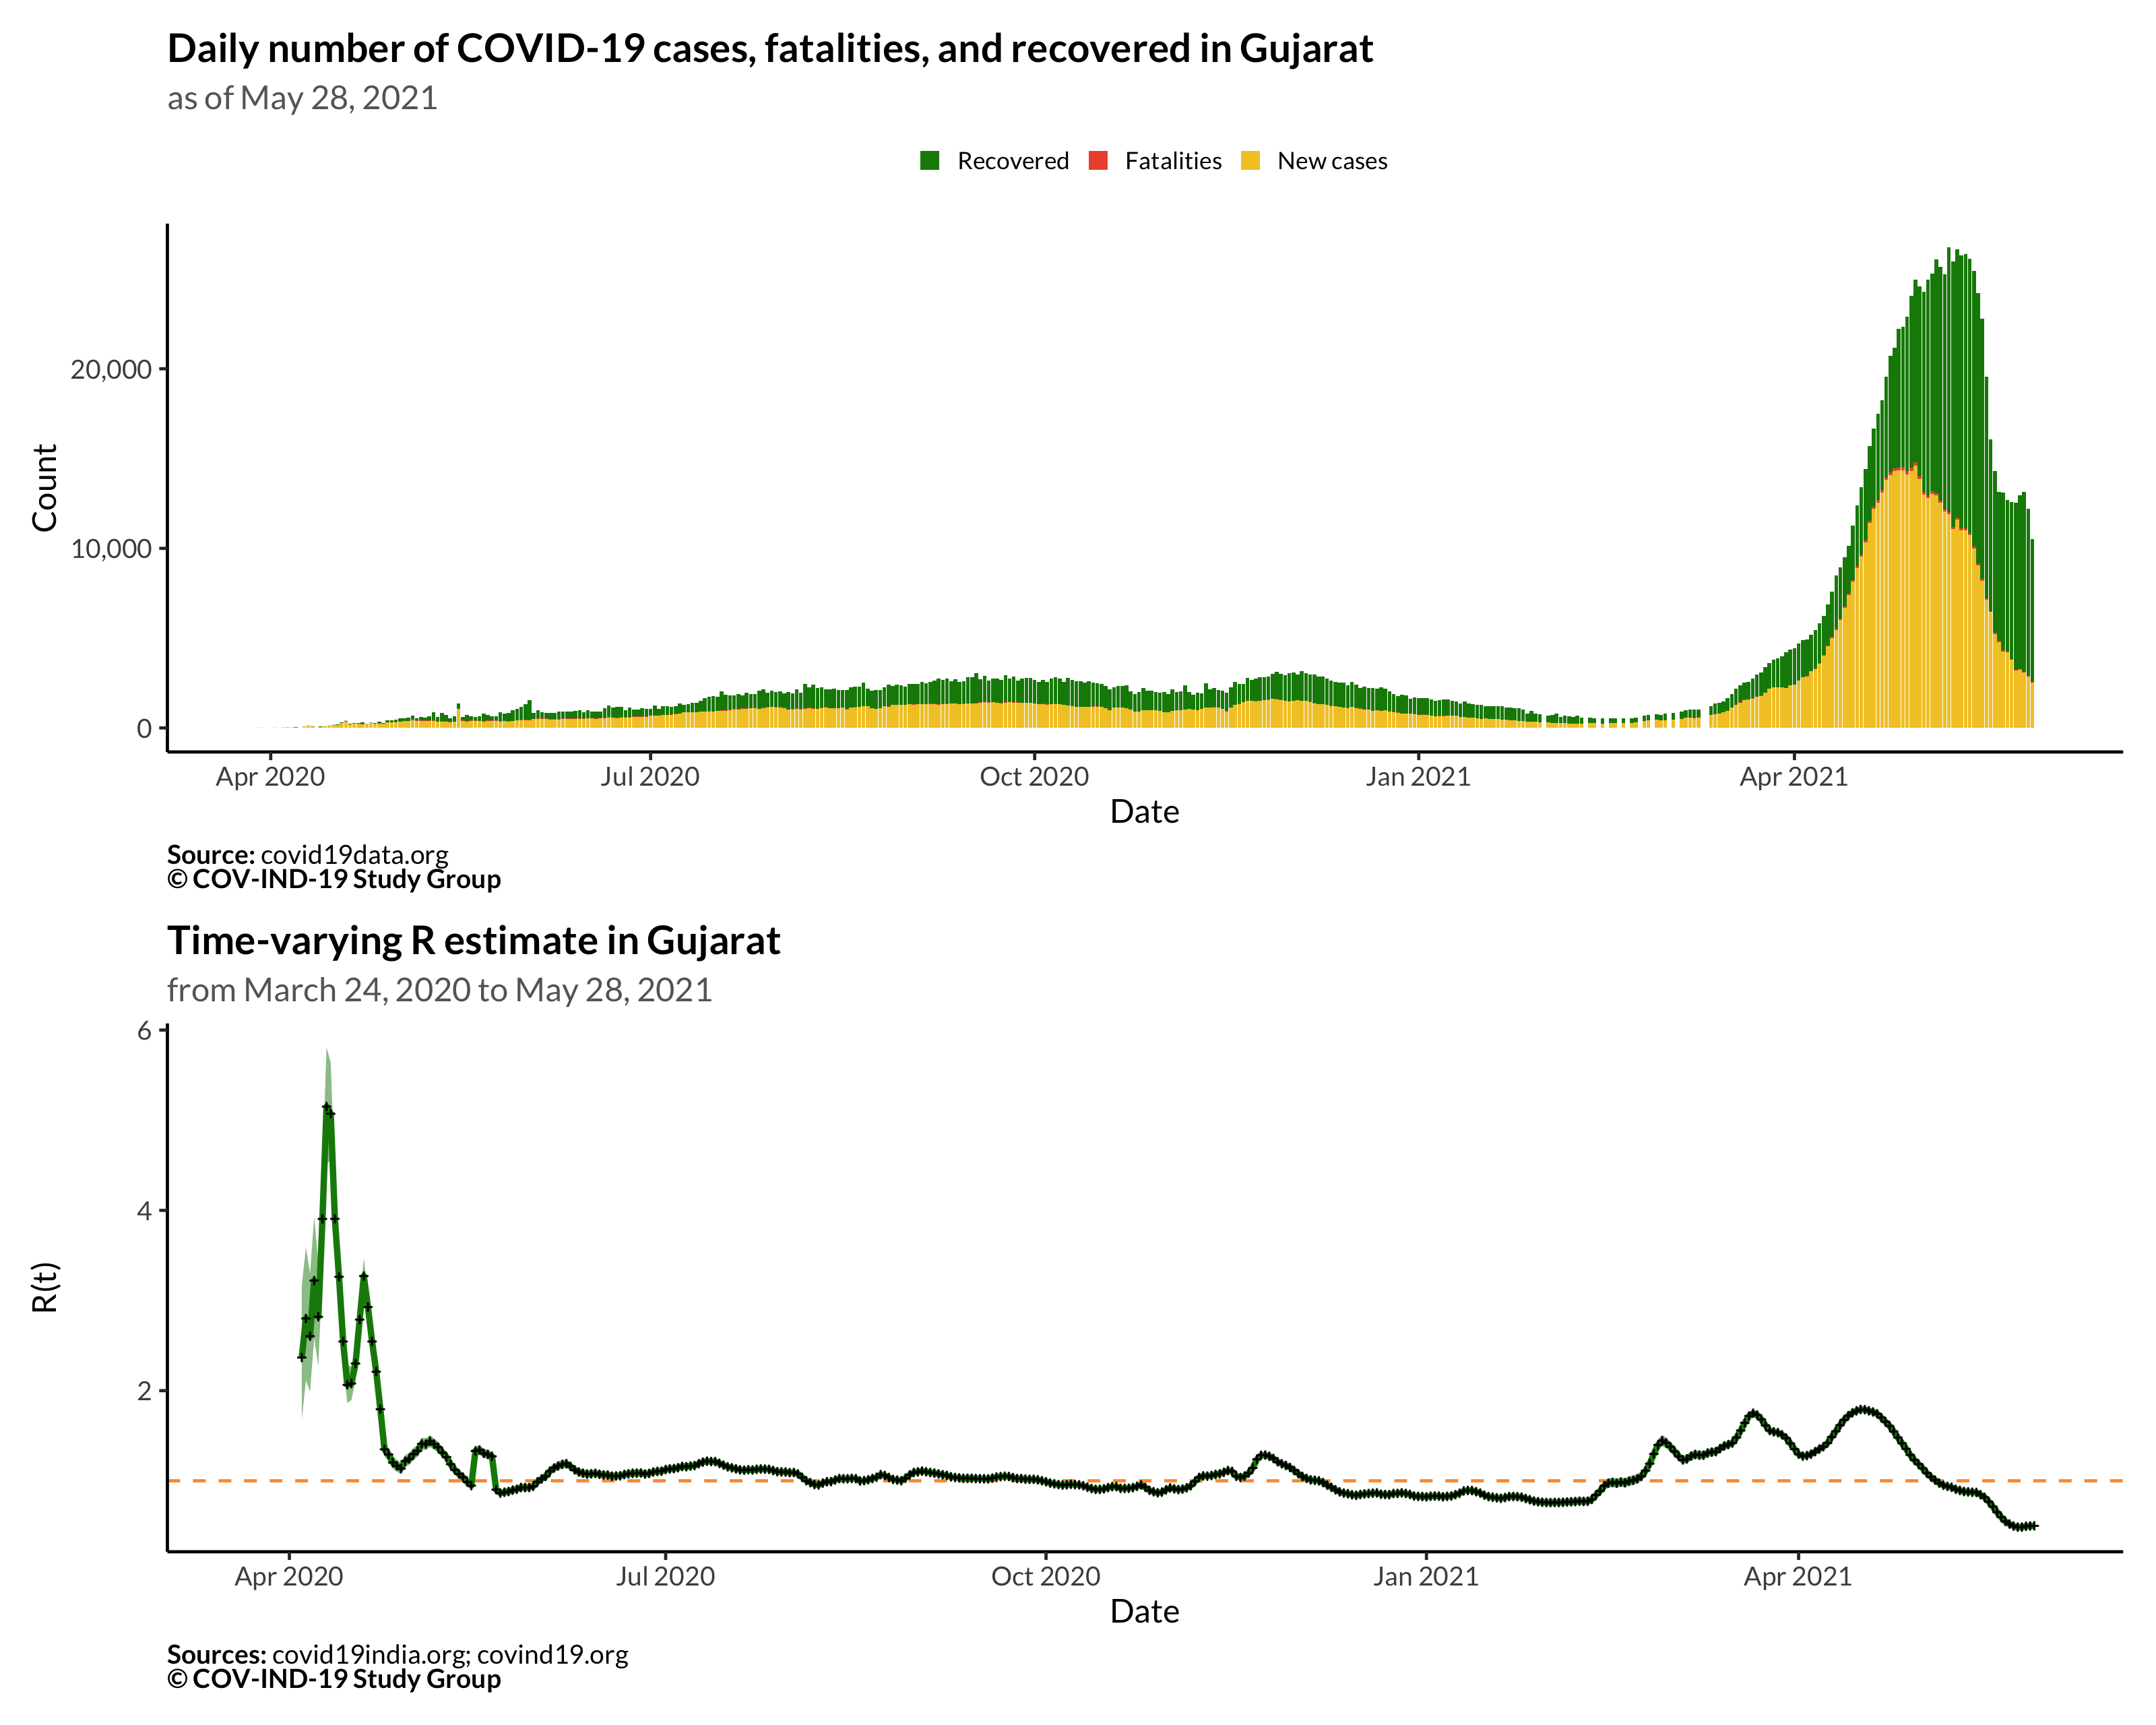 Daily number of COVID-19 cases, fatalities, and recovered in Gujarat
as of May 28, 2021
Recovered Fatalities New cases
Count
20,000
10,000
0
Apr 2020 Jul 2020 Oct 2020 Jan 2021 Apr 2021
Date
Source: covid19data.org
© COV-IND-19 Study Group
Time-varying R estimate in Gujarat
from March 24, 2020 to May 28, 2021
R(t)
6
4
2
Apr 2020 Jul 2020 Oct 2020 Jan 2021 Apr 2021
Date
Sources: covid19india.org; covind19.org
© COV-IND-19 Study Group